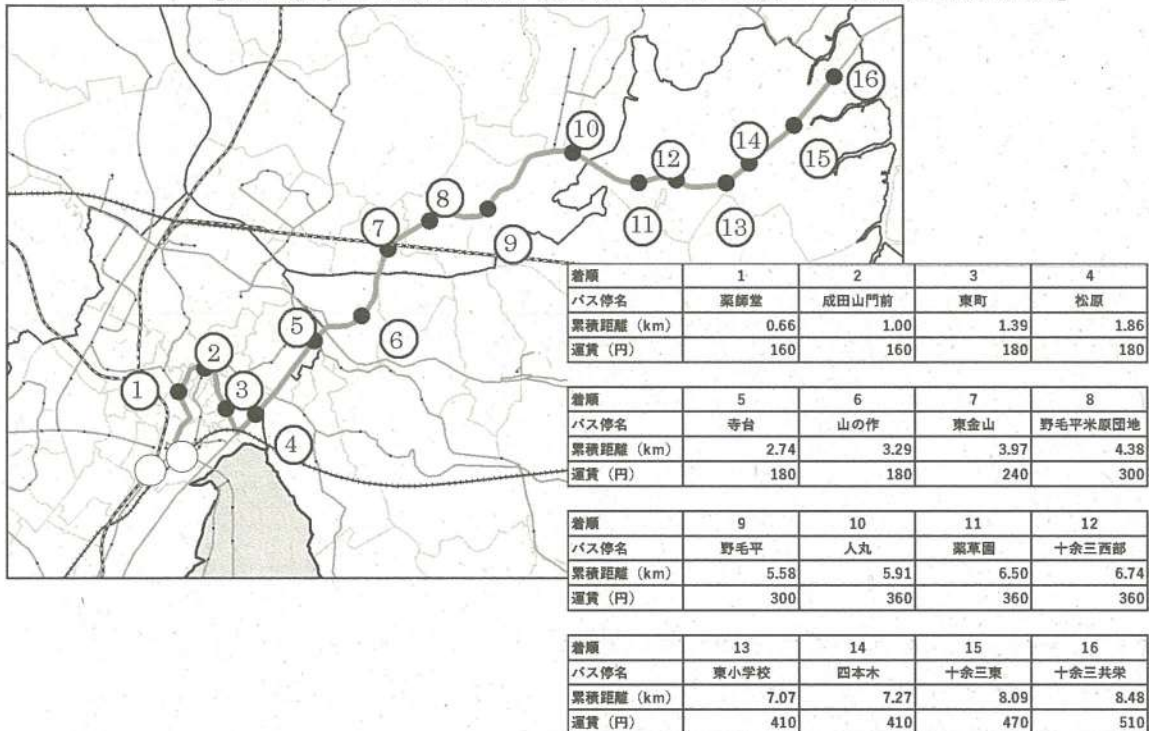 ⑯
⑩
⑭
⑫
⑮
⑧
⑪
⑬
⑦
⑨
⑤
⑥
②
①
③
④
着順 1 2 3 4
バス停名 薬師堂 成田山門前 東町 松原
累積距離（km） 0.66 1.00 1.39 1.86
運賃（円） 160 160 180 180
着順 5 6 7 8
バス停名 寺台 山の作 東金山 野毛平米原団地
累積距離（km） 2.74 3.29 3.97 4.38
運賃（円） 180 180 240 300
着順 9 10 11 12
バス停名 野毛平 人丸 薬草園 十余三西部
累積距離（km） 5.58 5.91 6.50 6.74
運賃（円） 300 360 360 360
着順 13 14 15 16
バス停名 東小学校 四本木 十余三東 十余三共栄
累積距離（km） 7.07 7.27 8.09 8.48
運賃（円） 410 410 470 510